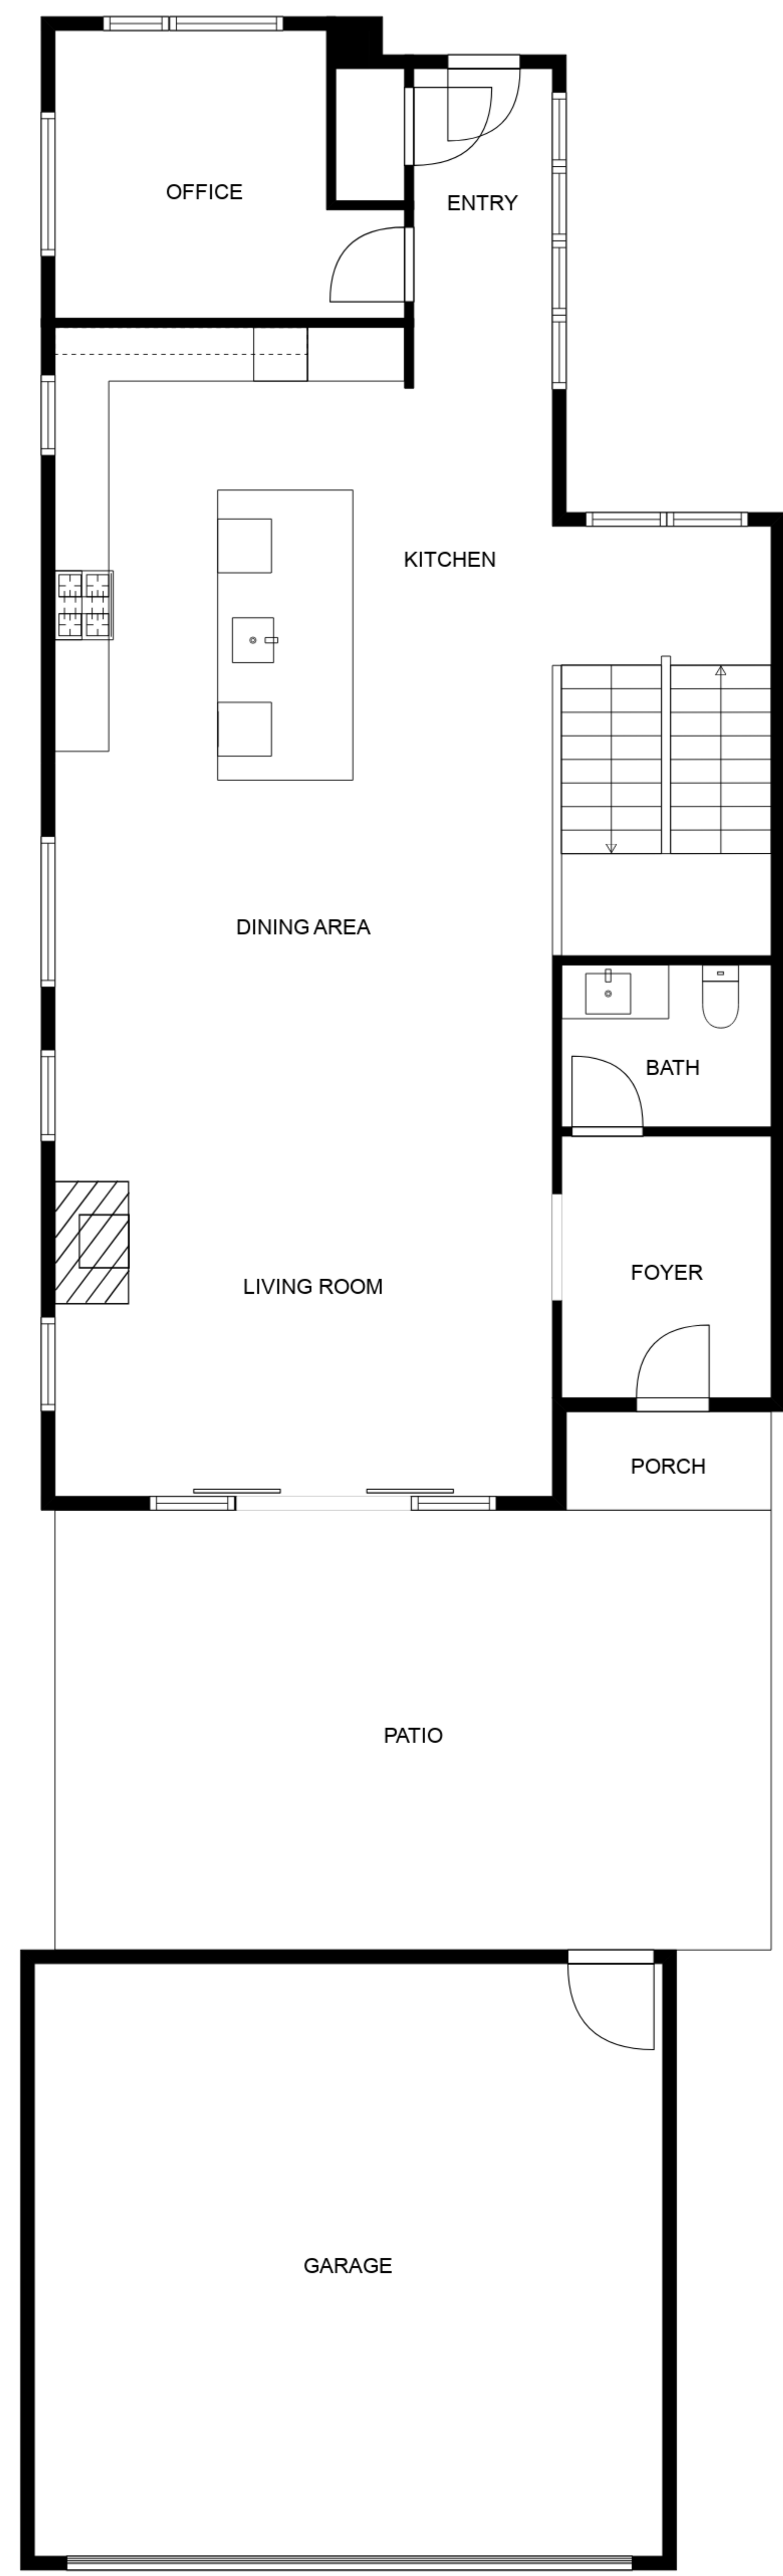 OFFICE
ENTRY
KITCHEN
DINING AREA
BATH
FOYER
LIVING ROOM
PORCH
PATIO
GARAGE